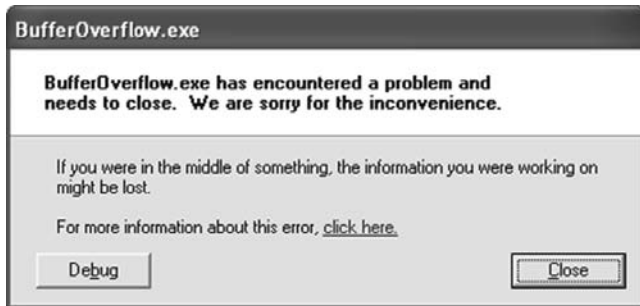 BufferOverflow.exe
BufferOverflow.exe has encountered a problem and
needs to close. We are sorry for the inconvenience.
If you were in the middle of something, the information you were working on
might be lost.
For more information about this error, click here.
Debug
Close